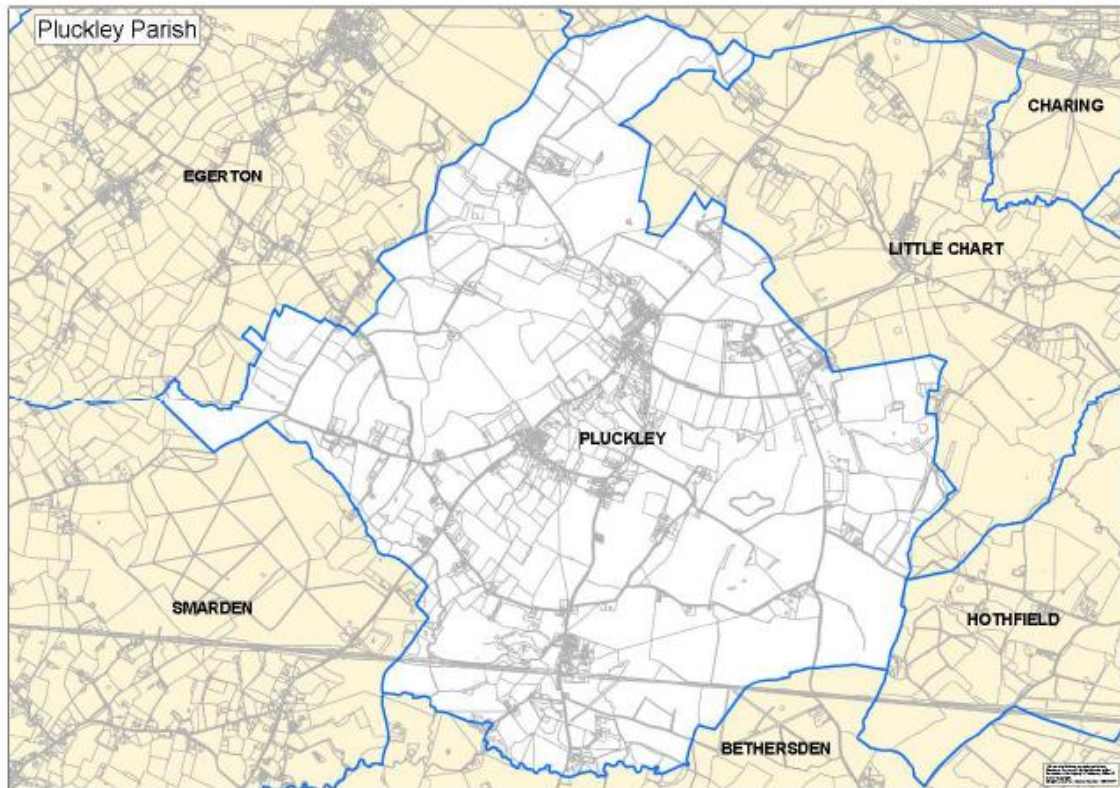 Pluckley Parish
CHARING
EGERTON
LITTLE CHART
PLUCKLEY
SMARDEN
HOTHFIELD
BETHERSDEN